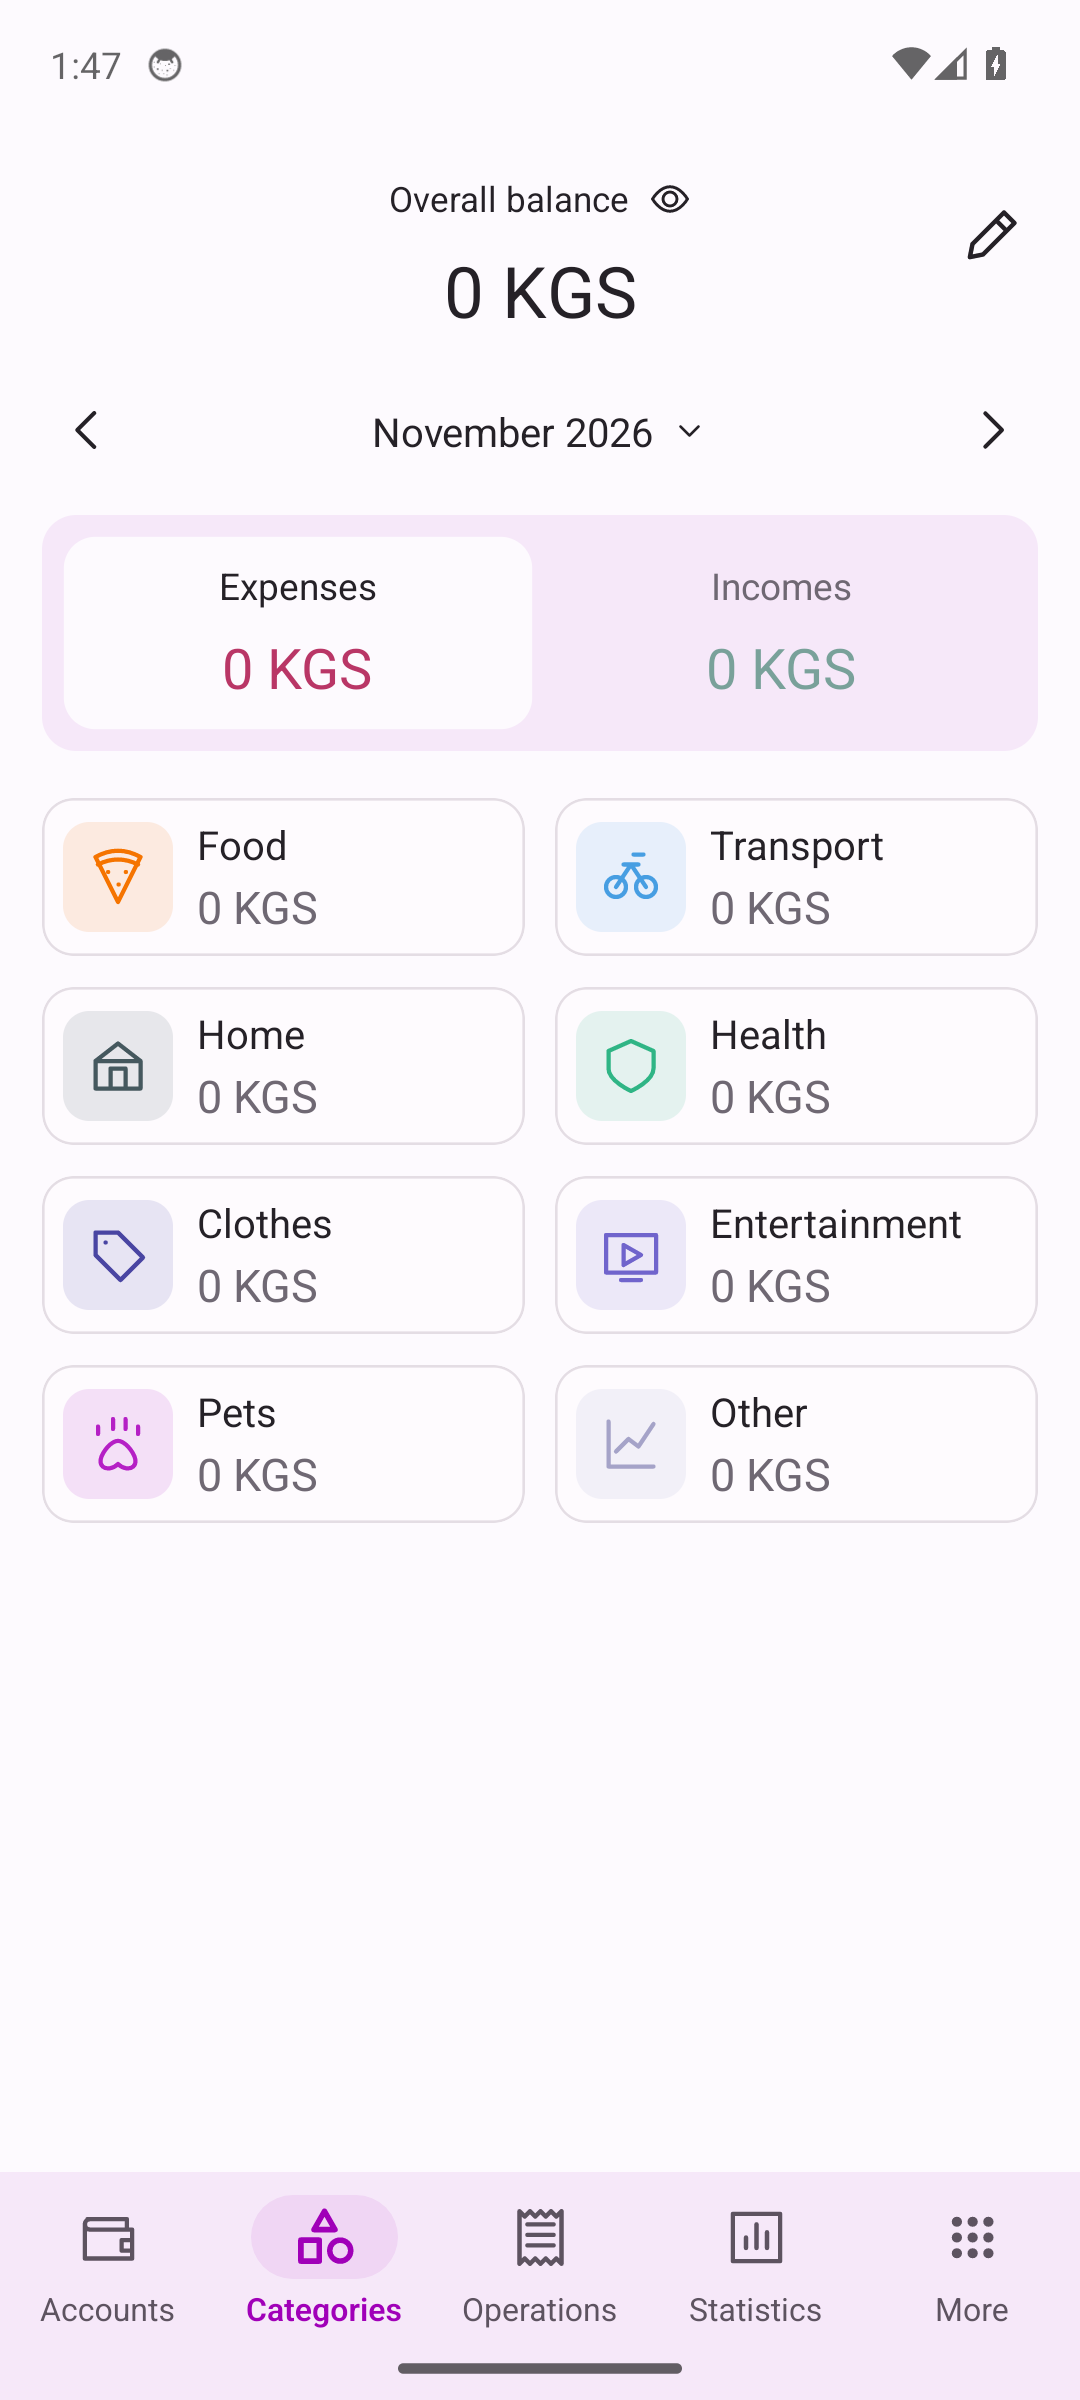 1:47
Overall balance
0 KGS
November 2026
Expenses
0 KGS
Incomes
0 KGS
Food
0 KGS
Transport
0 KGS
Home
0 KGS
Health
0 KGS
Clothes
0 KGS
Entertainment
0 KGS
Pets
0 KGS
Other
0 KGS
Accounts
Categories
Operations
Statistics
More